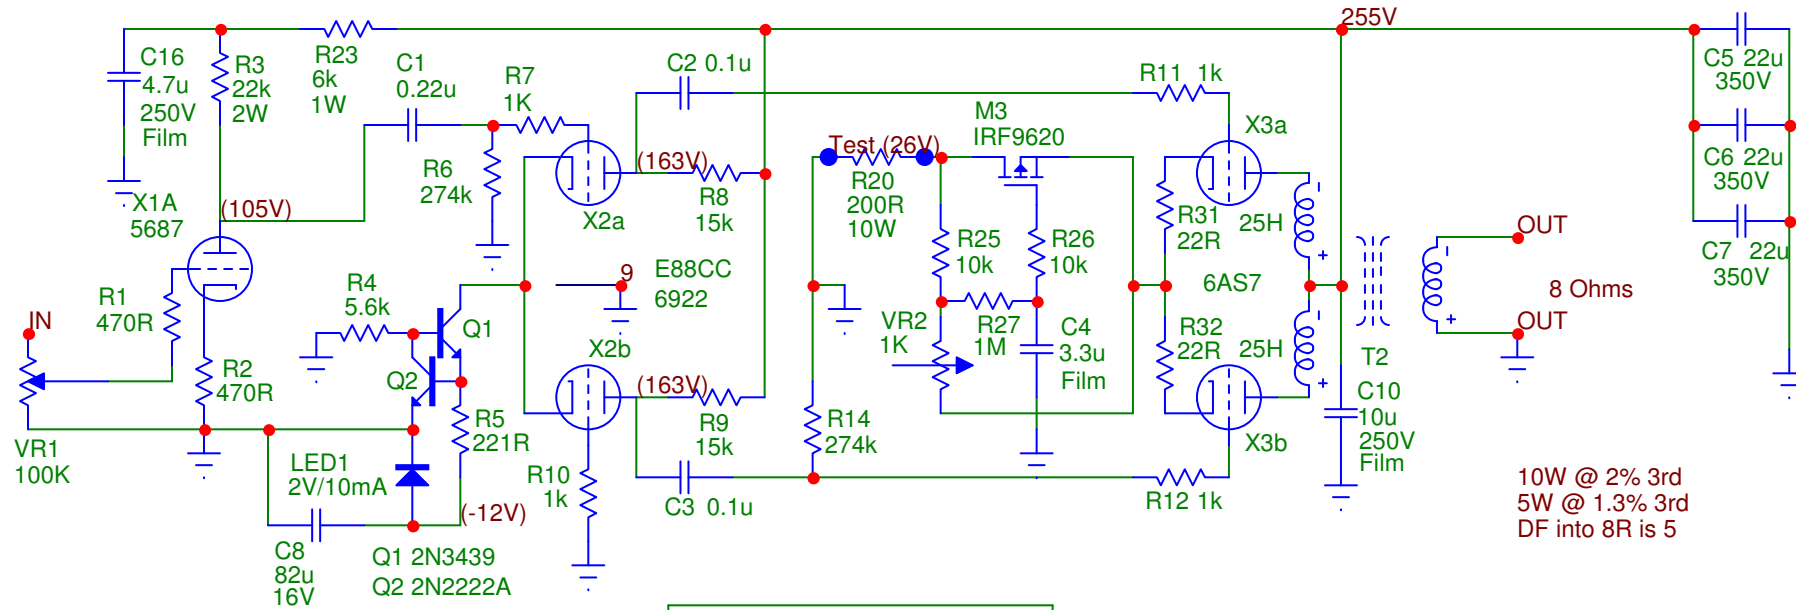 255V
C16
4.7u
250V
Film
R3
22k
2W
R23
6k
1W
C1
0.22u
R7
1K
C2 0.1u
R11 1k
C5 22u
350V
M3
IRF9620
X3a
C6 22u
350V
R6
274k
(163V)
Test (26V)
R20
200R
10W
X1A
5687
(105V)
X2a
R8
15k
R31
22R
25H
OUT
C7 22u
350V
R25
10k
R26
10k
E88CC
6922
9
6AS7
8 Ohms
R1
470R
R4
5.6k
IN
Q1
VR2
1K
R27
1M
C4
3.3u
Film
R32
22R
25H
OUT
T2
X2b
Q2
R2
470R
(163V)
C10
10u
250V
Film
R5
221R
R9
15k
R14
274k
X3b
VR1
100K
LED1
2V/10mA
R10
1k
(-12V)
C3 0.1u
R12 1k
10W @ 2% 3rd
5W @ 1.3% 3rd
DF into 8R is 5
C8
82u
16V
Q1 2N3439
Q2 2N2222A